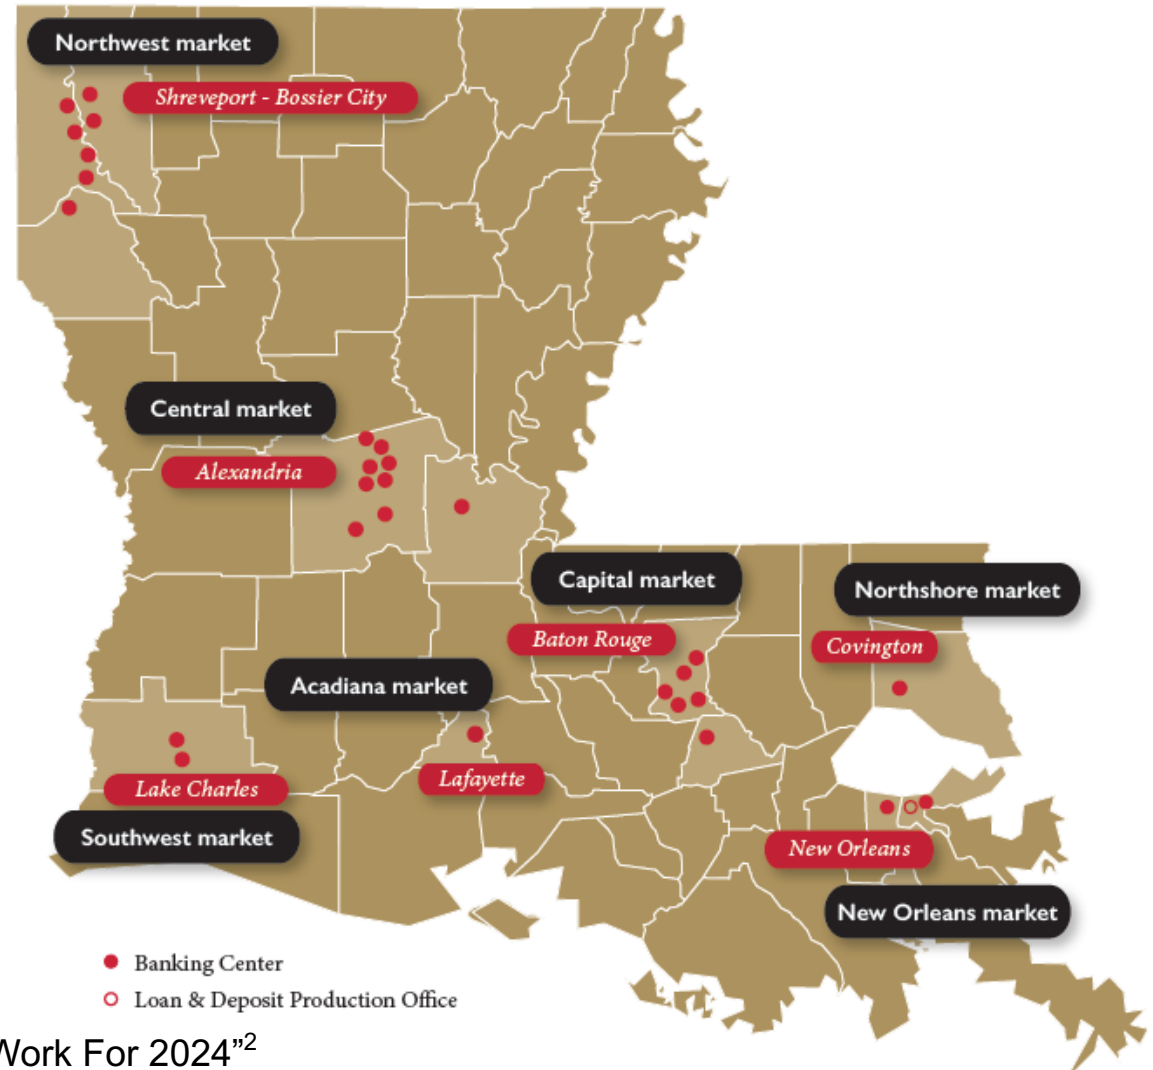 Northwest market
Shreveport - Bossier City
Central market
Alexandria
Capital market
Northshore market
Baton Rouge
Covington
Acadiana market
Lafayette
Lake Charles
Southwest market
New Orleans
New Orleans market
Banking Center
Loan & Deposit Production Office
Work For 2024”2